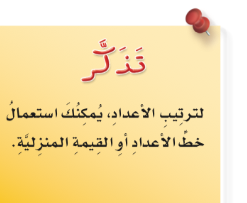 تَذَكَّر
لترتيبِ الأعدادِ، يُمكنُكَ استعمالُ
خطِّ الأعدادِ أوِ القيمةِ المنزليَّةِ.